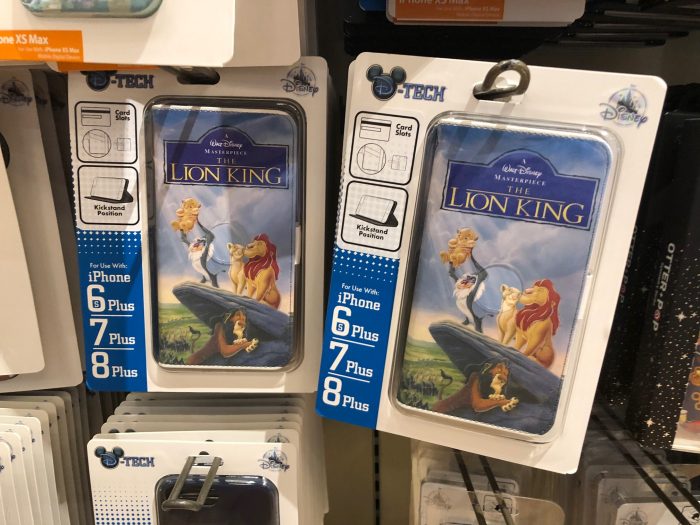 one XS Max
D-TECH
Disney
Card
Slots
Kickstand
Position
For Use With:
iPhone
6s Plus
7 Plus
8 Plus
A
Walt Disney
Masterpiece
THE
LION KING
iPhone XS Max
D-TECH
Disney
Card
Slots
Kickstand
Position
For Use With:
iPhone
6s Plus
7 Plus
8 Plus
A
Walt Disney
Masterpiece
THE
LION KING
OTTER+POP
D-TECH
Disney